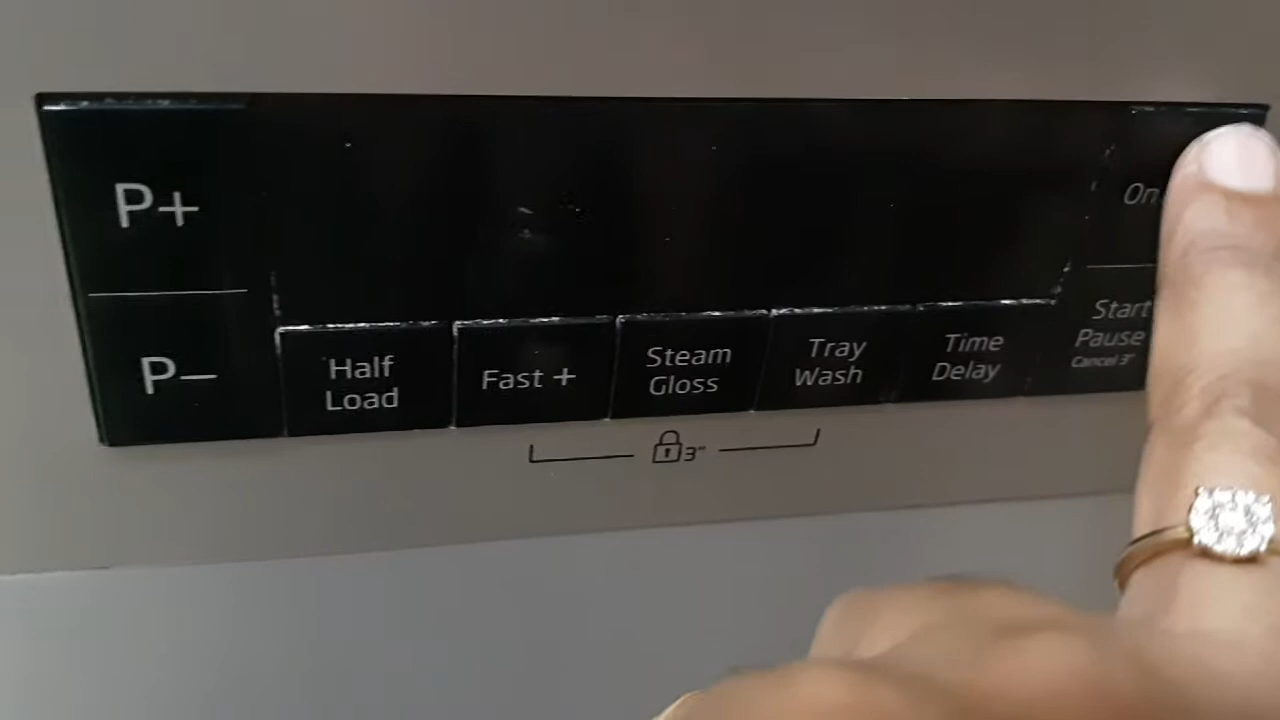 P+
On
P–
Half
Load
Fast +
Steam
Gloss
Tray
Wash
Time
Delay
Start
Pause
Cancel 3"
3"